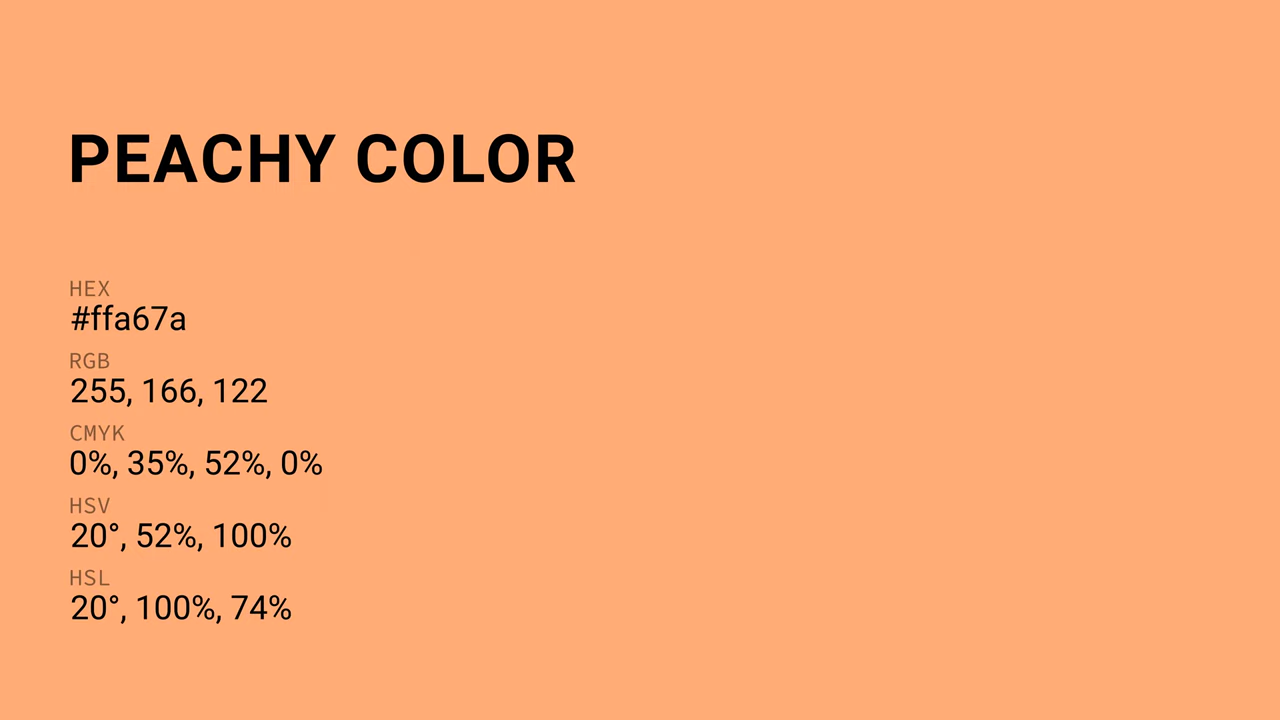 PEACHY COLOR
HEX
#ffa67a
RGB
255, 166, 122
CMYK
0%, 35%, 52%, 0%
HSV
20°, 52%, 100%
HSL
20°, 100%, 74%